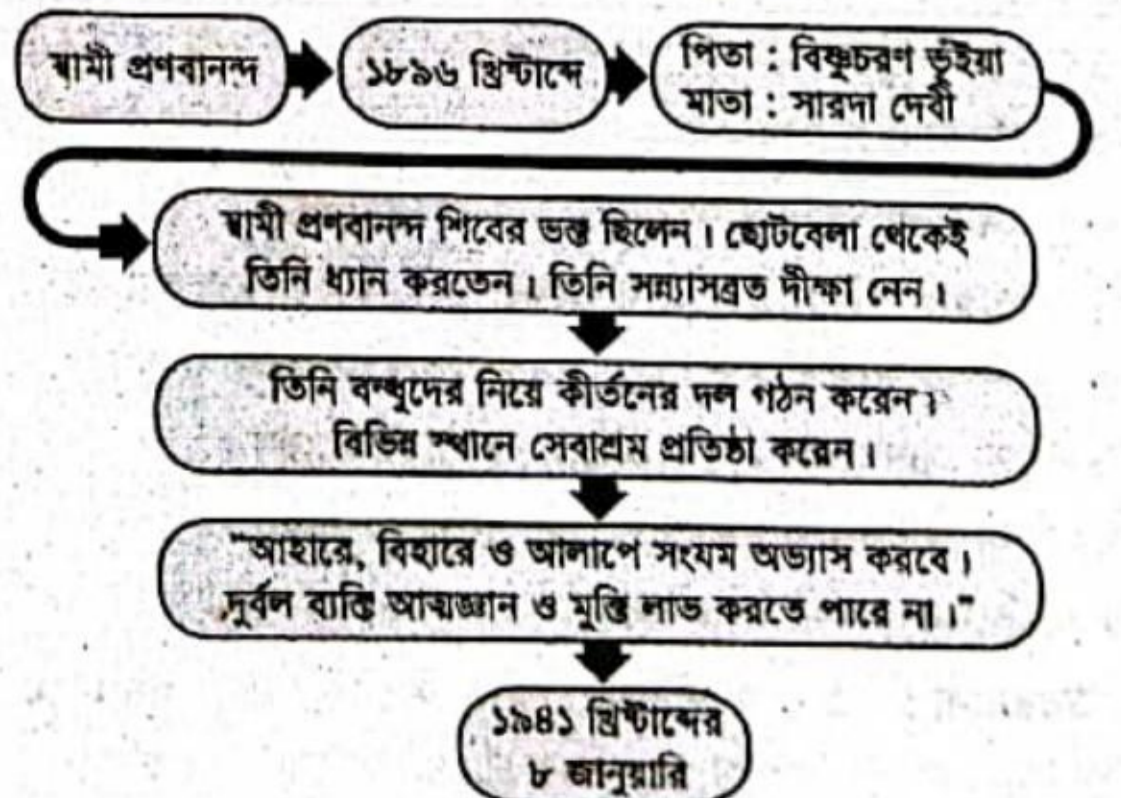 স্বামী প্রণবানন্দ
১৮৯৬ খ্রিস্টাব্দে
পিতা : বিষ্ণুচরণ ভূঁইয়া
মাতা : সারদা দেবী
স্বামী প্রণবানন্দ শিবের ভক্ত ছিলেন। ছোটবেলা থেকেই
তিনি ধ্যান করতেন। তিনি সন্ন্যাসব্রত দীক্ষা নেন।
তিনি বন্ধুদের নিয়ে কীর্তনের দল গঠন করেন।
বিভিন্ন স্থানে সেবাশ্রম প্রতিষ্ঠা করেন।
"আহারে, বিহারে ও আলাপে সংযম অভ্যাস করবে।
দুর্বল ব্যক্তি আত্মজ্ঞান ও মুক্তি লাভ করতে পারে না।"
১৯৪১ খ্রিস্টাব্দের
৮ জানুয়ারি